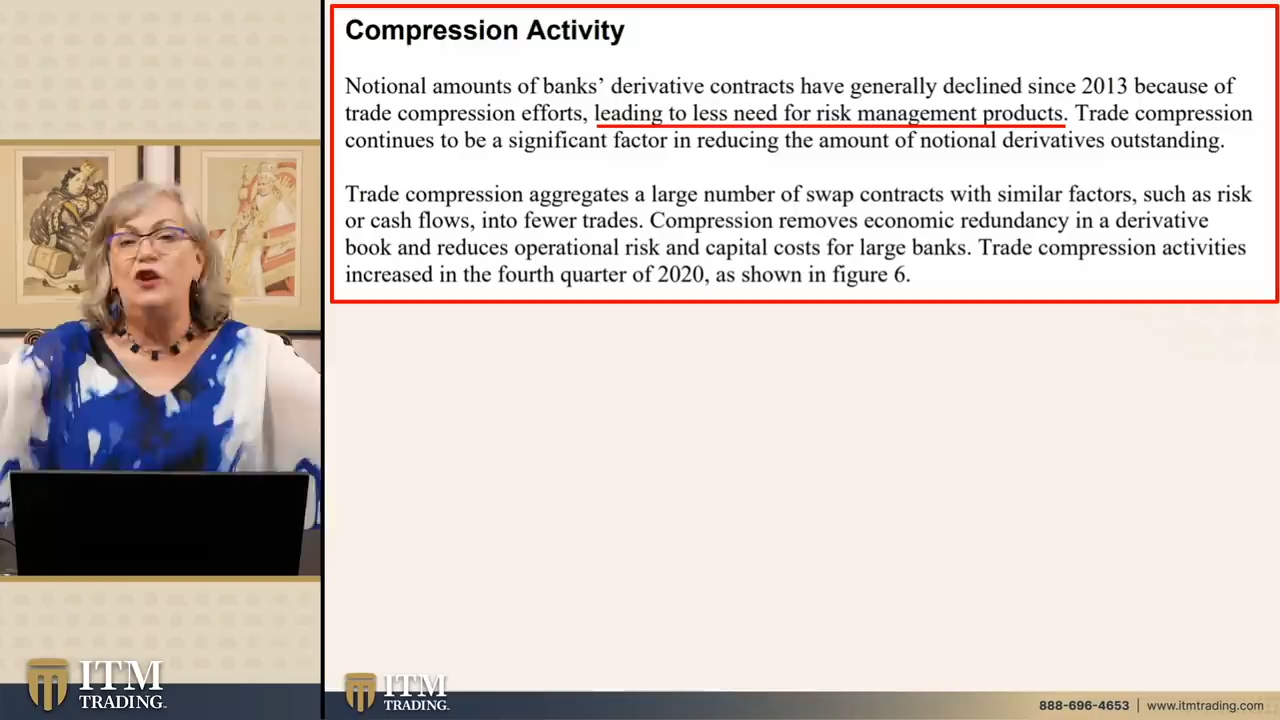 Compression Activity
Notional amounts of banks’ derivative contracts have generally declined since 2013 because of
trade compression efforts, leading to less need for risk management products. Trade compression
continues to be a significant factor in reducing the amount of notional derivatives outstanding.
Trade compression aggregates a large number of swap contracts with similar factors, such as risk
or cash flows, into fewer trades. Compression removes economic redundancy in a derivative
book and reduces operational risk and capital costs for large banks. Trade compression activities
increased in the fourth quarter of 2020, as shown in figure 6.
ITM
TRADING
ITM
TRADING
888-696-4653 | www.itmtrading.com